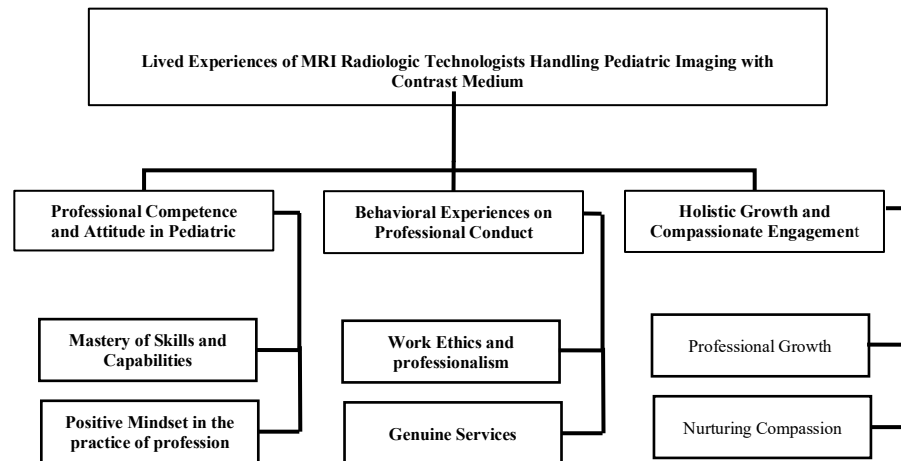 Lived Experiences of MRI Radiologic Technologists Handling Pediatric Imaging with
Contrast Medium
Professional Competence
and Attitude in Pediatric
Behavioral Experiences on
Professional Conduct
Holistic Growth and
Compassionate Engagement
Mastery of Skills and
Capabilities
Work Ethics and
professionalism
Professional Growth
Positive Mindset in the
practice of profession
Genuine Services
Nurturing Compassion